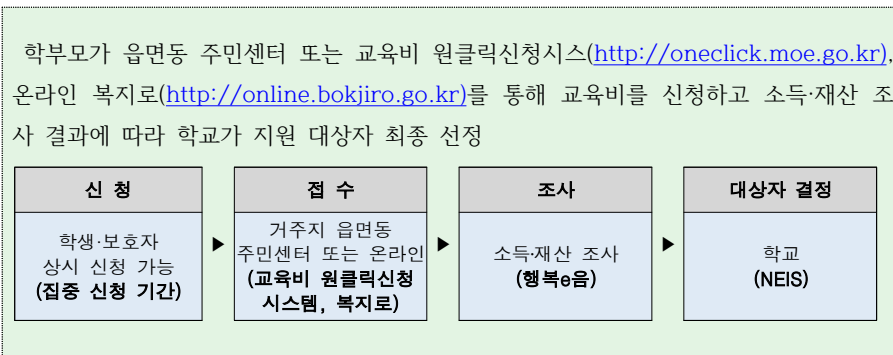 학부모가 읍면동 주민센터 또는 교육비 원클릭신청시스(http://oneclick.moe.go.kr),
온라인 복지로(http://online.bokjiro.go.kr)를 통해 교육비를 신청하고 소득·재산 조
사 결과에 따라 학교가 지원 대상자 최종 선정
신 청
접 수
조사
대상자 결정
학생·보호자
상시 신청 가능
(집중 신청 기간)
▶
거주지 읍면동
주민센터 또는 온라인
(교육비 원클릭신청
시스템, 복지로)
▶
소득·재산 조사
(행복e음)
▶
학교
(NEIS)